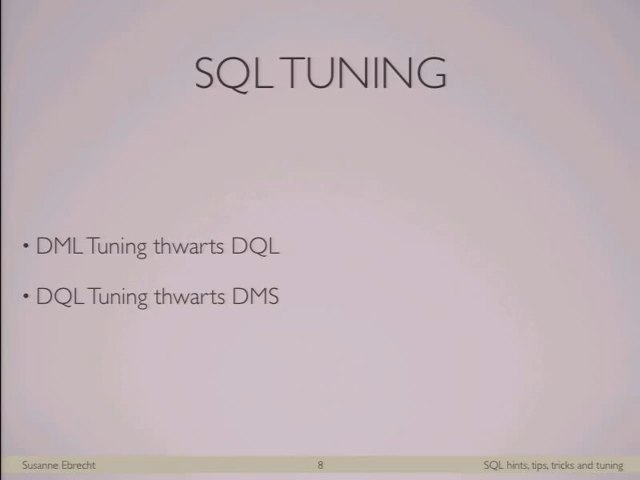 SQL TUNING
• DML Tuning thwarts DQL
• DQL Tuning thwarts DMS
Susanne Ebrecht
8
SQL hints, tips, tricks and tuning